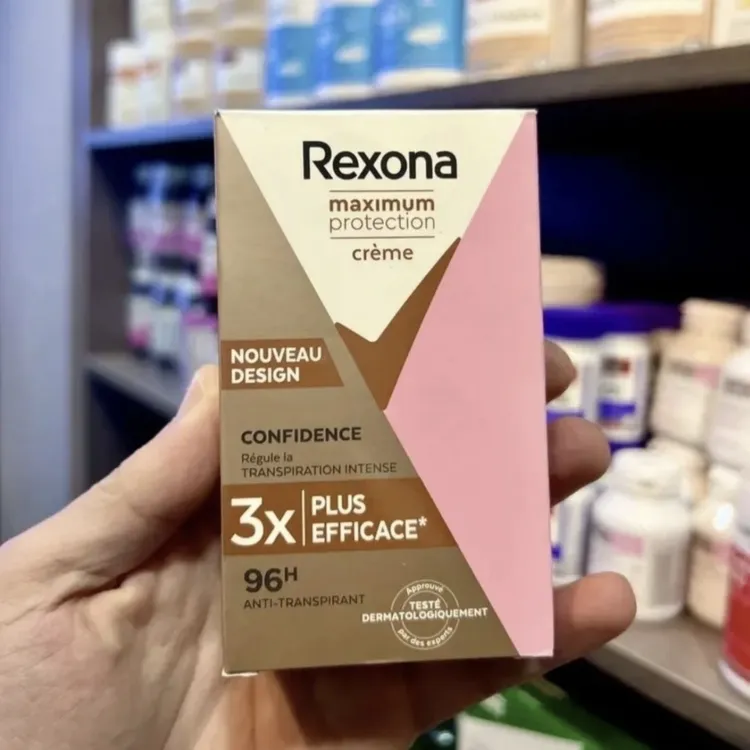 Rexona
maximum
protection
crème
NOUVEAU
DESIGN
CONFIDENCE
Régule la
TRANSPIRATION INTENSE
3x PLUS
EFFICACE*
96H
ANTI-TRANSPIRANT
Approuvé
TESTÉ
DERMATOLOGIQUEMENT
par des experts